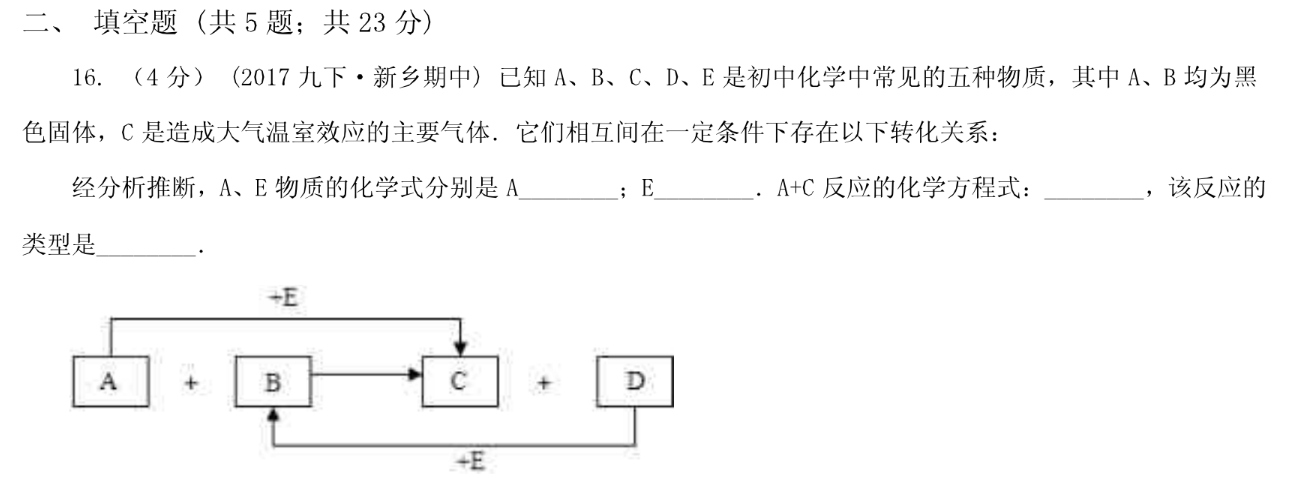 二、 填空题 (共 5 题; 共 23 分)
16. （4 分） (2017 九下·新乡期中) 已知 A、B、C、D、E 是初中化学中常见的五种物质，其中 A、B 均为黑
色固体，C 是造成大气温室效应的主要气体．它们相互间在一定条件下存在以下转化关系：
经分析推断，A、E 物质的化学式分别是 A________；E________．A+C 反应的化学方程式：________，该反应的
类型是________．
+E
A + B C + D
+E